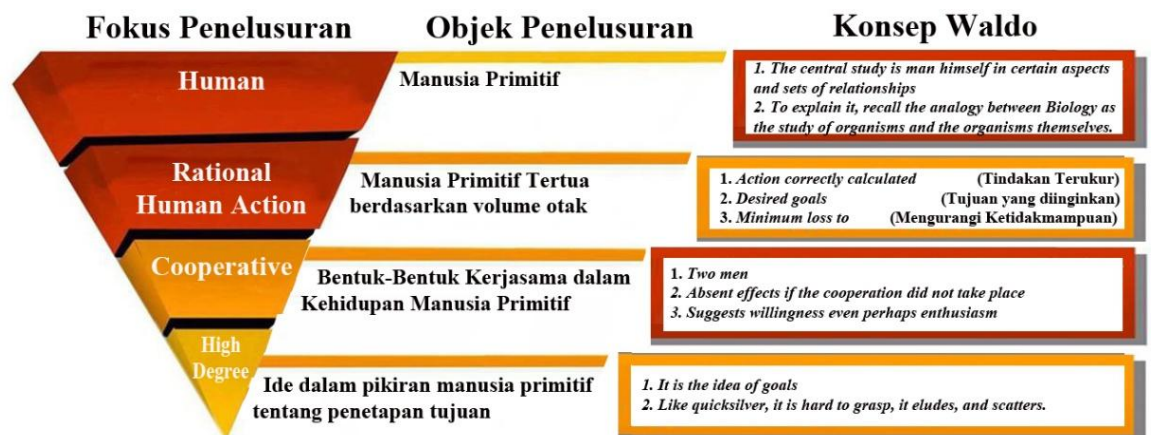 Fokus Penelusuran
Objek Penelusuran
Konsep Waldo
Human
Manusia Primitif
1. The central study is man himself in certain aspects
and sets of relationships
2. To explain it, recall the analogy between Biology as
the study of organisms and the organisms themselves.
Rational
Human Action
Manusia Primitif Tertua
berdasarkan volume otak
1. Action correctly calculated (Tindakan Terukur)
2. Desired goals (Tujuan yang diinginkan)
3. Minimum loss to (Mengurangi Ketidakmampuan)
Cooperative
Bentuk-Bentuk Kerjasama dalam
Kehidupan Manusia Primitif
1. Two men
2. Absent effects if the cooperation did not take place
3. Suggests willingness even perhaps enthusiasm
High
Degree
Ide dalam pikiran manusia primitif
tentang penetapan tujuan
1. It is the idea of goals
2. Like quicksilver, it is hard to grasp, it eludes, and scatters.